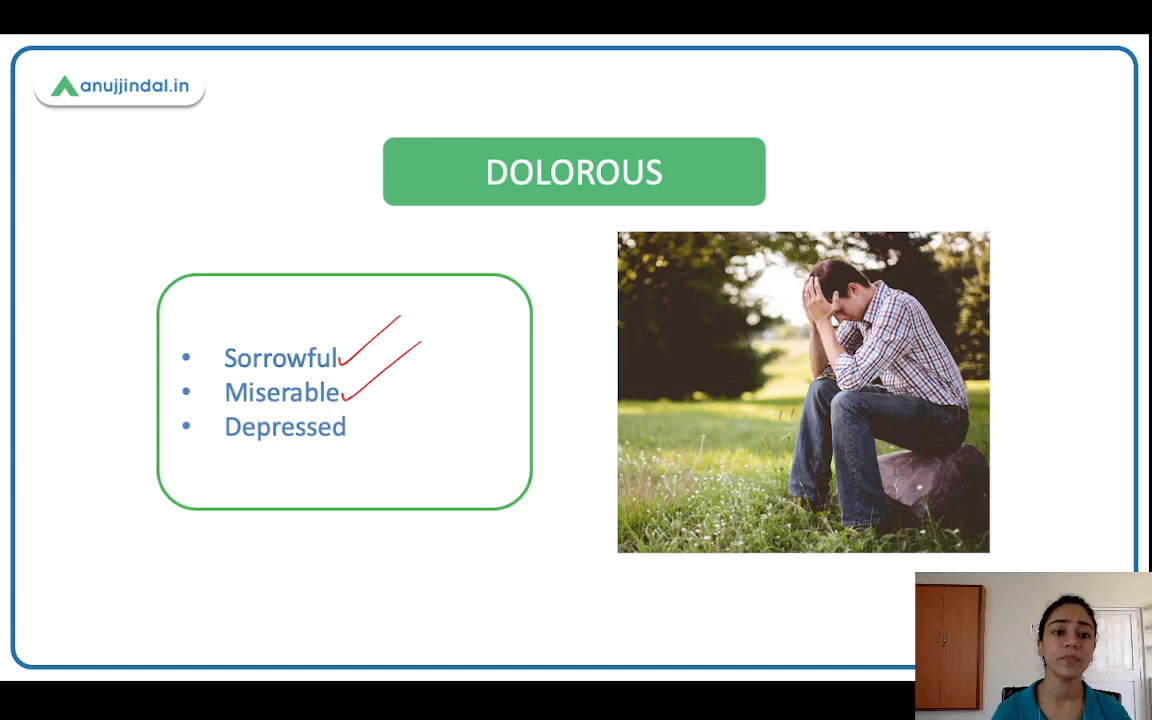 anujjindal.in
DOLOROUS
• Sorrowful
• Miserable
• Depressed